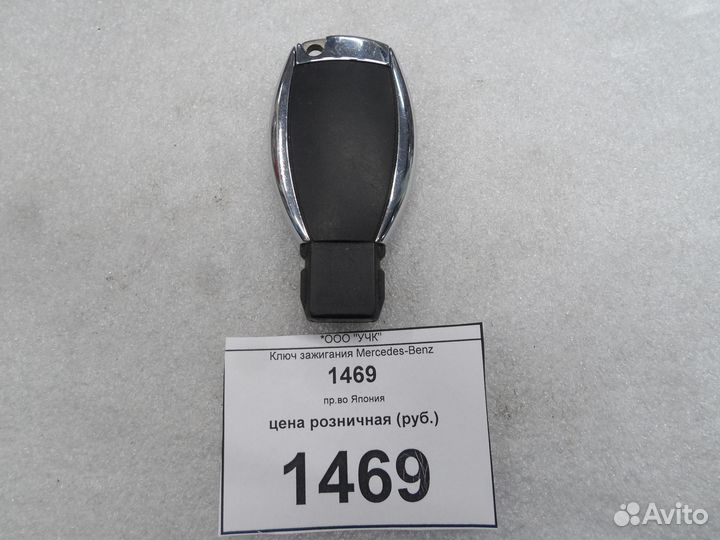 *ООО "УЧК"
Ключ зажигания Mercedes-Benz
1469
пр.во Япония
цена розничная (руб.)
1469
Avito